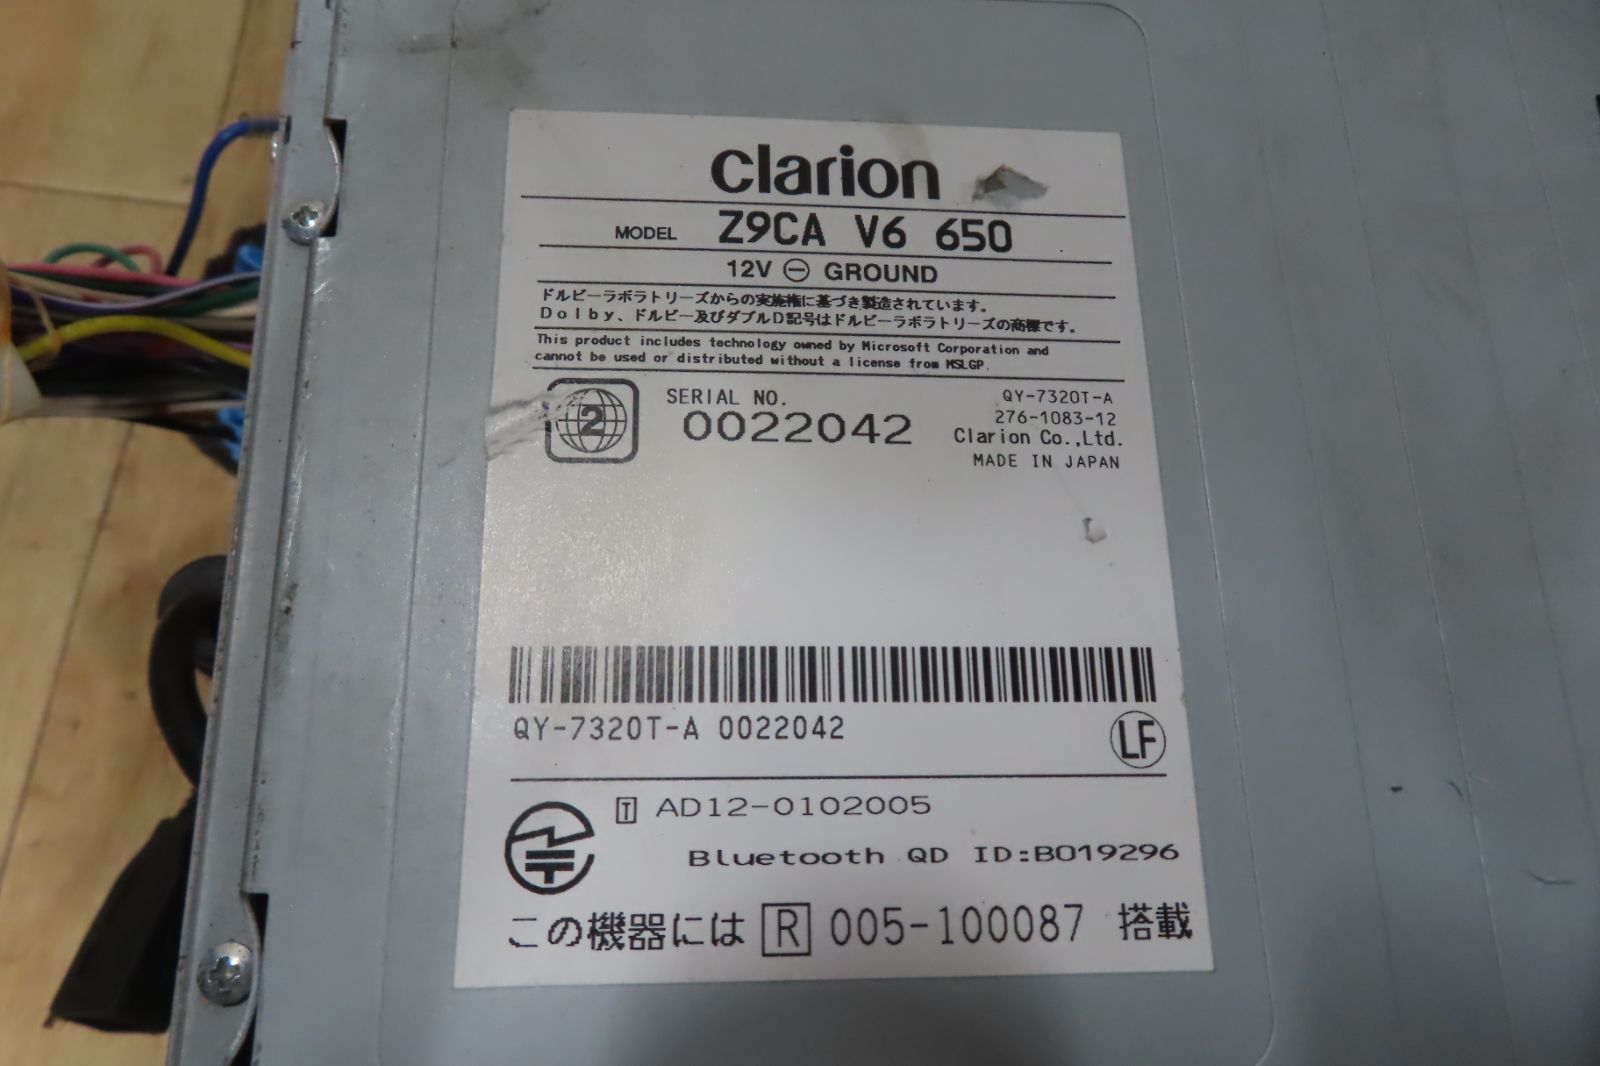 clarion
MODEL Z9CA V6 650
12V ⊖ GROUND
ドルビーラボラトリーズからの実施権に基づき製造されています。
Dolby、ドルビー及びダブルD記号はドルビーラボラトリーズの商標です。
This product includes technology owned by Microsoft Corporation and
cannot be used or distributed without a license from MSLGP.
2
SERIAL NO.
0022042
QY-7320T-A
276-1083-12
Clarion Co.,Ltd.
MADE IN JAPAN
QY-7320T-A 0022042
LF
T AD12-0102005
Bluetooth QD ID:B019296
この機器には R 005-100087 搭載